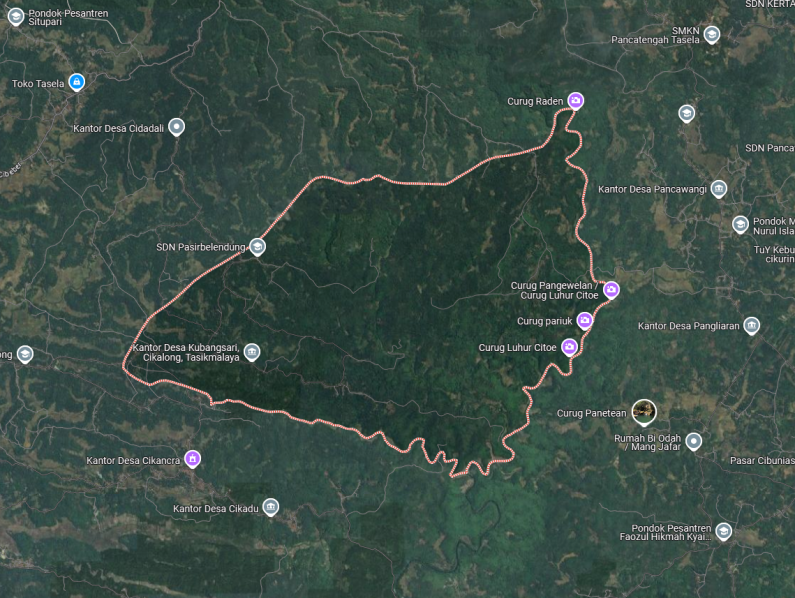 SDN KERTA
Pondok Pesantren
Situpari
SMKN
Pancatengah Tasela
Toko Tasela
Curug Raden
Kantor Desa Cidadali
SDN Panca
Kantor Desa Pancawangi
Pondok M
Nurul Isla
SDN Pasirbelendung
TuY Kebu
cikurin
Curug Pangewelan /
Curug Luhur Citoe
Curug pariuk
Kantor Desa Pangliaran
Kantor Desa Kubangsari,
Cikalong, Tasikmalaya
Curug Luhur Citoe
ong
Curug Panetean
Rumah Bi Odah
/ Mang Jafar
Kantor Desa Cikancra
Pasar Cibunias
Kantor Desa Cikadu
Pondok Pesantren
Faozul Hikmah Kyai...